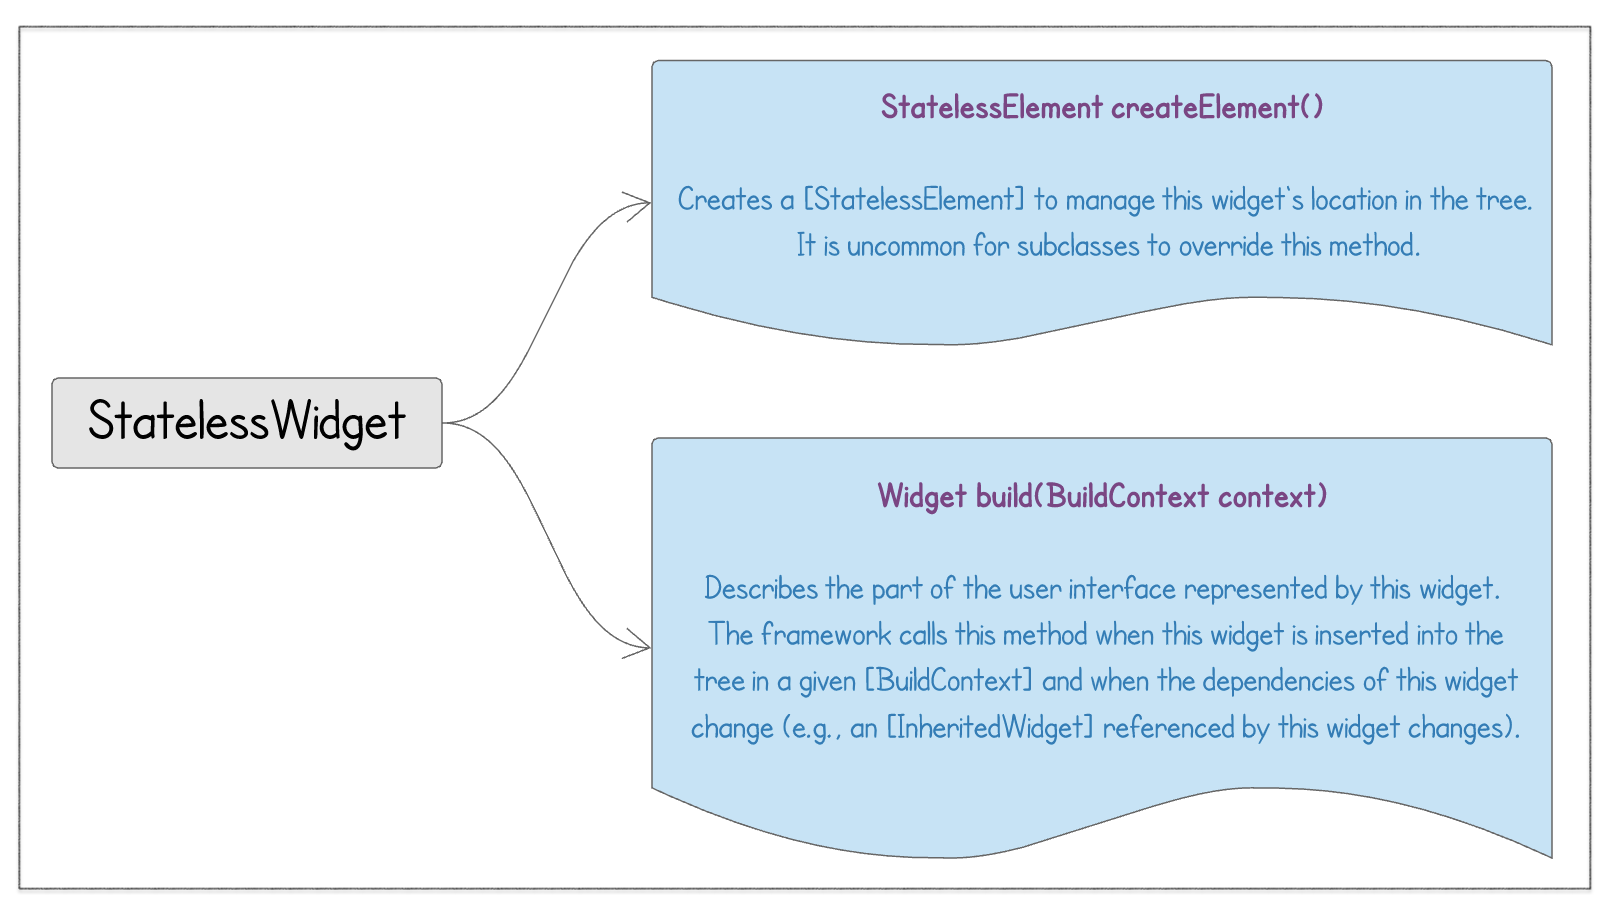 StatelessWidget
StatelessElement createElement()
Creates a [StatelessElement] to manage this widget's location in the tree.
It is uncommon for subclasses to override this method.
Widget build(BuildContext context)
Describes the part of the user interface represented by this widget.
The framework calls this method when this widget is inserted into the
tree in a given [BuildContext] and when the dependencies of this widget
change (e.g., an [InheritedWidget] referenced by this widget changes).